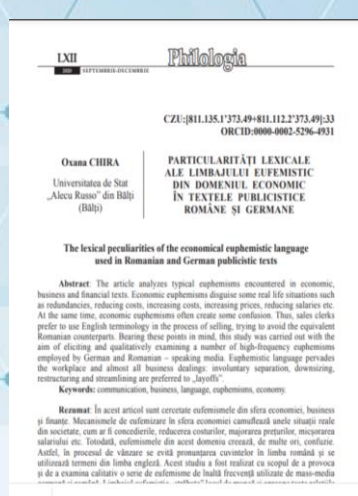 LXII
Philologia
2020 SEPTEMBRIE-DECEMBRIE
CZU:[811.135.1’373.49+811.112.2’373.49]:33
ORCID:0000-0002-5296-4931
Oxana CHIRA
Universitatea de Stat
„Alecu Russo” din Bălți
(Bălți)
PARTICULARITĂȚI LEXICALE
ALE LIMBAJULUI EUFEMISTIC
DIN DOMENIUL ECONOMIC
ÎN TEXTELE PUBLICISTICE
ROMÂNE ȘI GERMANE
The lexical peculiarities of the economical euphemistic language
used in Romanian and German publicistic texts
Abstract: The article analyzes typical euphemisms encountered in economic,
business and financial texts. Economic euphemisms disguise some real life situations such
as redundancies, reducing costs, increasing costs, increasing prices, reducing salaries etc.
At the same time, economic euphemisms often create some confusion. Thus, sales clerks
prefer to use English terminology in the process of selling, trying to avoid the equivalent
Romanian counterparts. Bearing these points in mind, this study was carried out with the
aim of eliciting and qualitatively examining a number of high-frequency euphemisms
employed by German and Romanian – speaking media. Euphemistic language pervades
the workplace and almost all business dealings: involuntary separation, downsizing,
restructuring and streamlining are preferred to „layoffs”.
Keywords: communication, business, language, euphemisms, economy.
Rezumat: În acest articol sunt cercetate eufemismele din sfera economiei, business
și finanțe. Mecanismele de eufemizare în sfera economiei camuflează unele situații reale
din societate, cum ar fi concedierile, reducerea costurilor, majorarea prețurilor, micșorarea
salariului etc. Totodată, eufemismele din acest domeniu creează, de multe ori, confuzie.
Astfel, în procesul de vânzare se evită pronunțarea cuvintelor în limba română și se
utilizează termeni din limba engleză. Acest studiu a fost realizat cu scopul de a provoca
și de a examina calitativ o serie de eufemisme de înaltă frecvență utilizate de mass-media